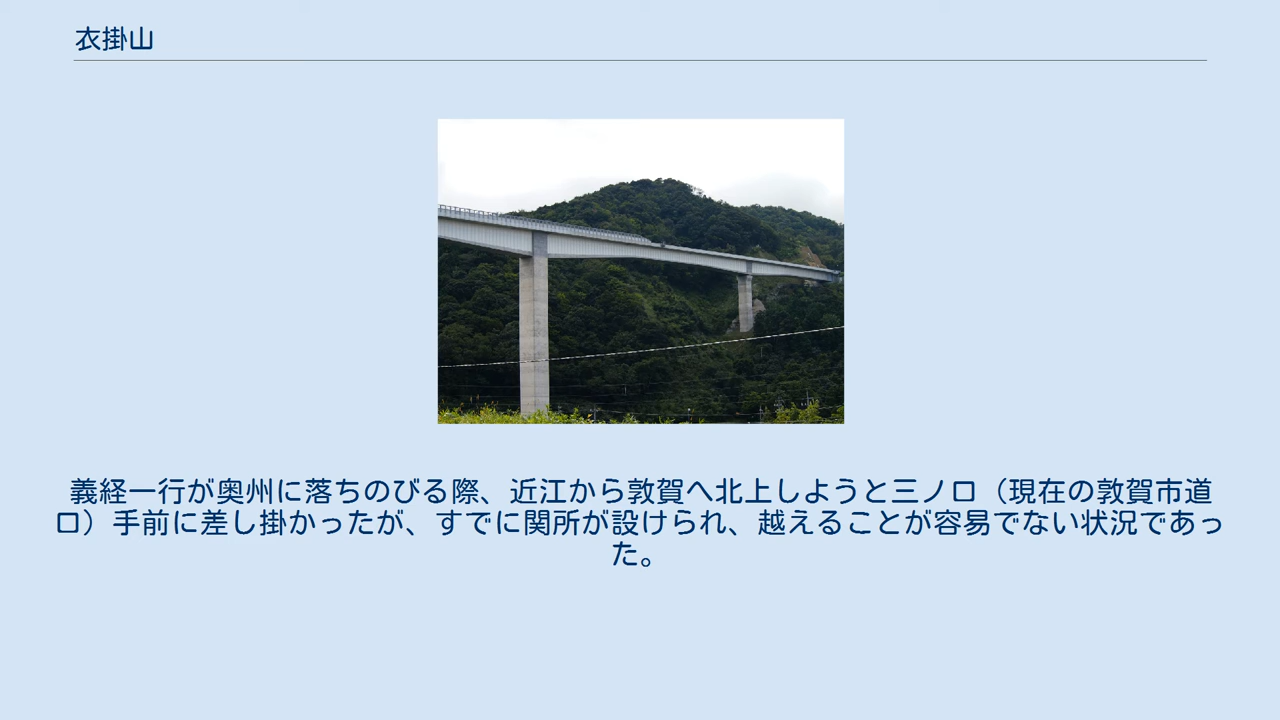 衣掛山
義経一行が奥州に落ちのびる際、近江から敦賀へ北上しようと三ノ口（現在の敦賀市道
口）手前に差し掛かったが、すでに関所が設けられ、越えることが容易でない状況であっ
た。